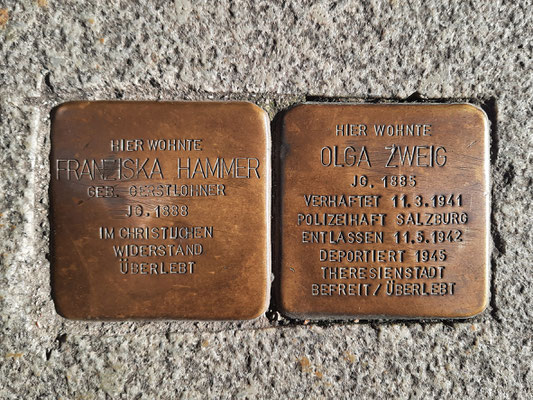 HIER WOHNTE
FRANZISKA HAMMER
GEB. GERSTLOHNER
JG. 1888
IM CHRISTLICHEN
WIDERSTAND
ÜBERLEBT
HIER WOHNTE
OLGA ZWEIG
JG. 1885
VERHAFTET 11.3.1941
POLIZEIHAFT SALZBURG
ENTLASSEN 11.5.1942
DEPORTIERT 1945
THERESIENSTADT
BEFREIT / ÜBERLEBT